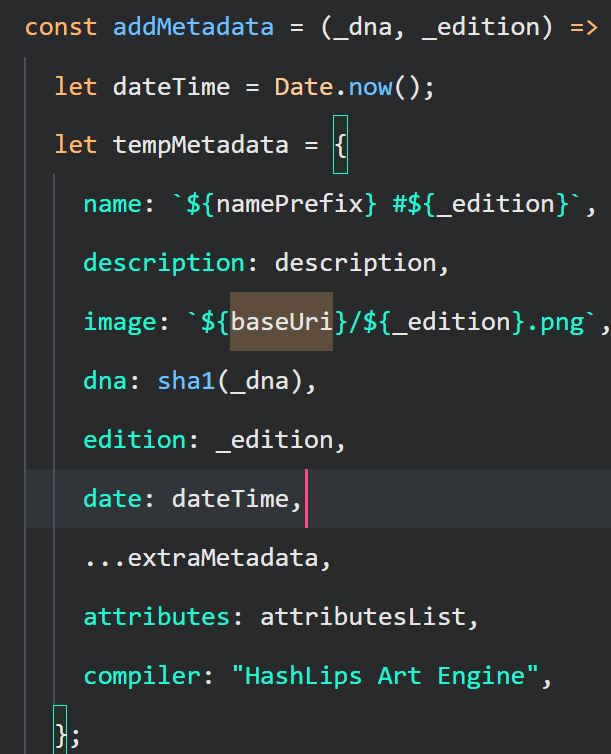 const addMetadata = (_dna, _edition) =>
let dateTime = Date.now();
let tempMetadata = {
name: `${namePrefix} #${_edition}`,
description: description,
image: `${baseUri}/${_edition}.png`,
dna: sha1(_dna),
edition: _edition,
date: dateTime,
...extraMetadata,
attributes: attributesList,
compiler: "HashLips Art Engine",
};